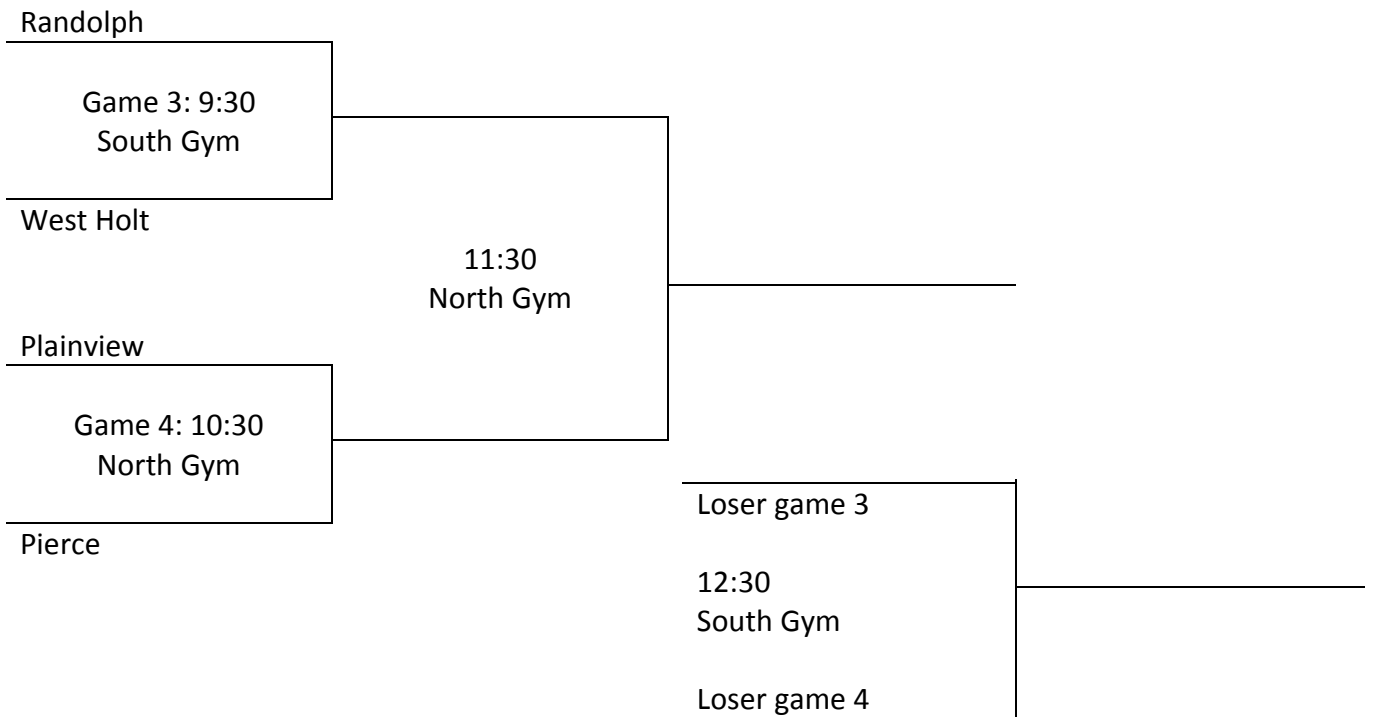 Randolph
Game 3: 9:30
South Gym
West Holt
11:30
North Gym
Plainview
Game 4: 10:30
North Gym
Pierce
Loser game 3
12:30
South Gym
Loser game 4